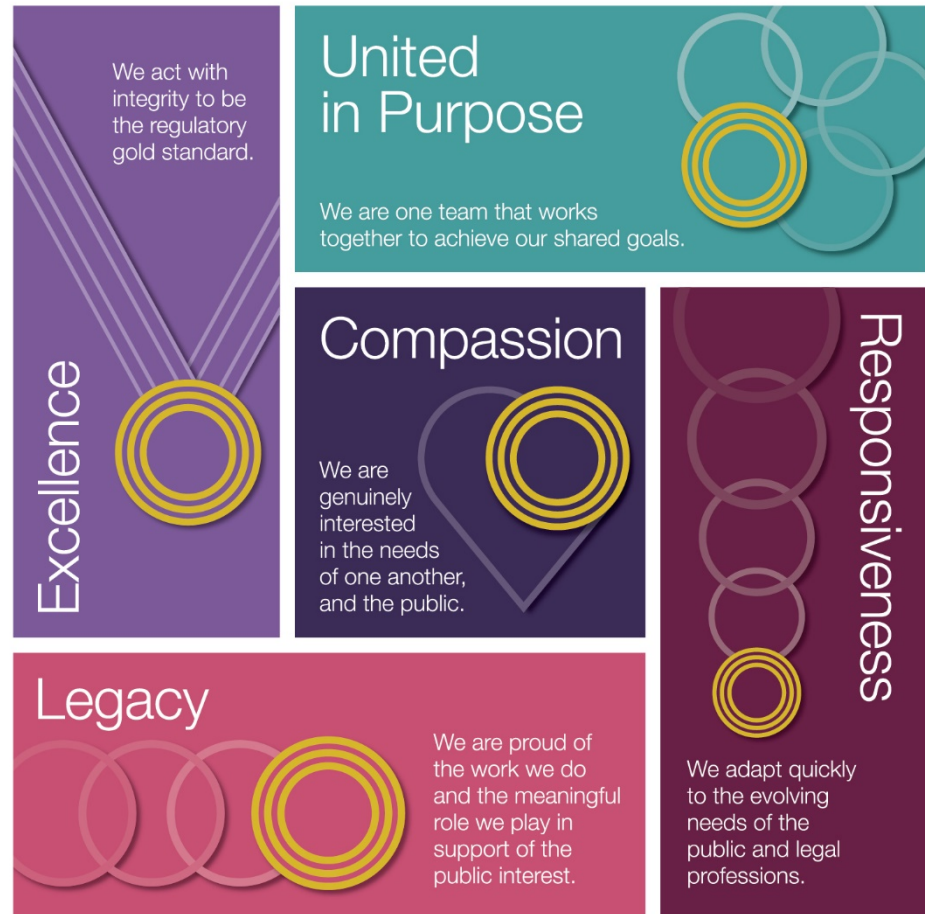 Excellence
We act with
integrity to be
the regulatory
gold standard.
United
in Purpose
We are one team that works
together to achieve our shared goals.
Compassion
We are
genuinely
interested
in the needs
of one another,
and the public.
Responsiveness
We adapt quickly
to the evolving
needs of the
public and legal
professions.
Legacy
We are proud of
the work we do
and the meaningful
role we play in
support of the
public interest.